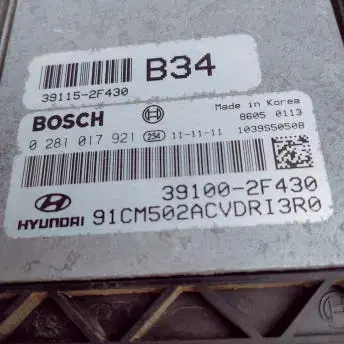 B34
39115-2F430
BOSCH
Made in Korea
8605 0113
0 281 017 921 254 11-11-11 1039S50508
39100-2F430
HYUNDAI 91CM502ACVDRI3R0